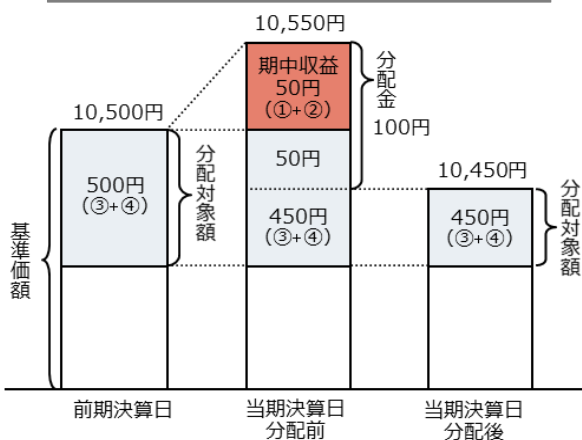 10,550円
期中収益
50円
(①+②)
分配金
100円
10,500円
50円
10,450円
500円
(③+④)
分配対象額
450円
(③+④)
450円
(③+④)
分配対象額
基準価額
前期決算日
当期決算日
分配前
当期決算日
分配後